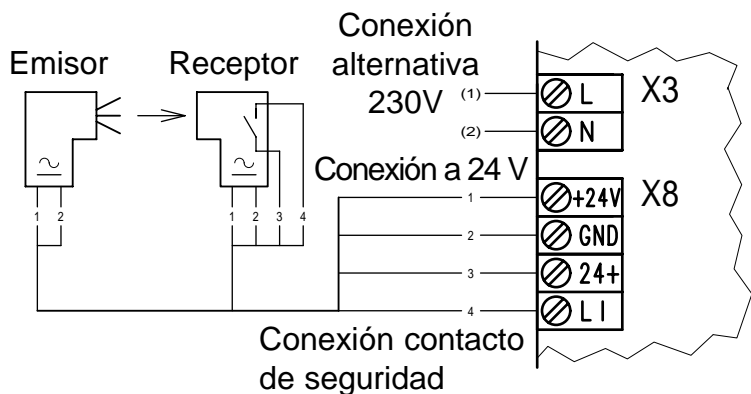 Conexión
alternativa
230V
Emisor
Receptor
(1)
L
X3
(2)
N
Conexión a 24 V
1
+24V
X8
2
GND
3
24+
4
LI
1 2
1 2 3 4
Conexión contacto
de seguridad